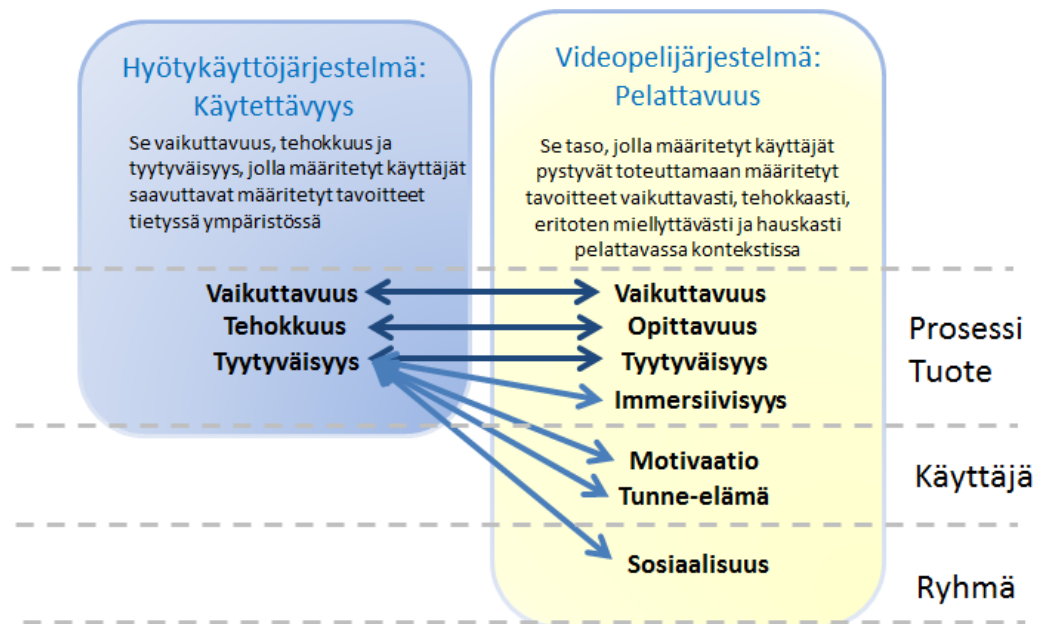 Hyötykäyttöjärjestelmä:
Käytettävyys
Se vaikuttavuus, tehokkuus ja
tyytyväisyys, jolla määritetyt käyttäjät
saavuttavat määritetyt tavoitteet
tietyssä ympäristössä
Videopelijärjestelmä:
Pelattavuus
Se taso, jolla määritetyt käyttäjät
pystyvät toteuttamaan määritetyt
tavoitteet vaikuttavasti, tehokkaasti,
eritoten miellyttävästi ja hauskasti
pelattavassa kontekstissa
Vaikuttavuus
Tehokkuus
Tyytyväisyys
Vaikuttavuus
Opittavuus
Tyytyväisyys
Immersiivisyys
Motivaatio
Tunne-elämä
Sosiaalisuus
Prosessi
Tuote
Käyttäjä
Ryhmä